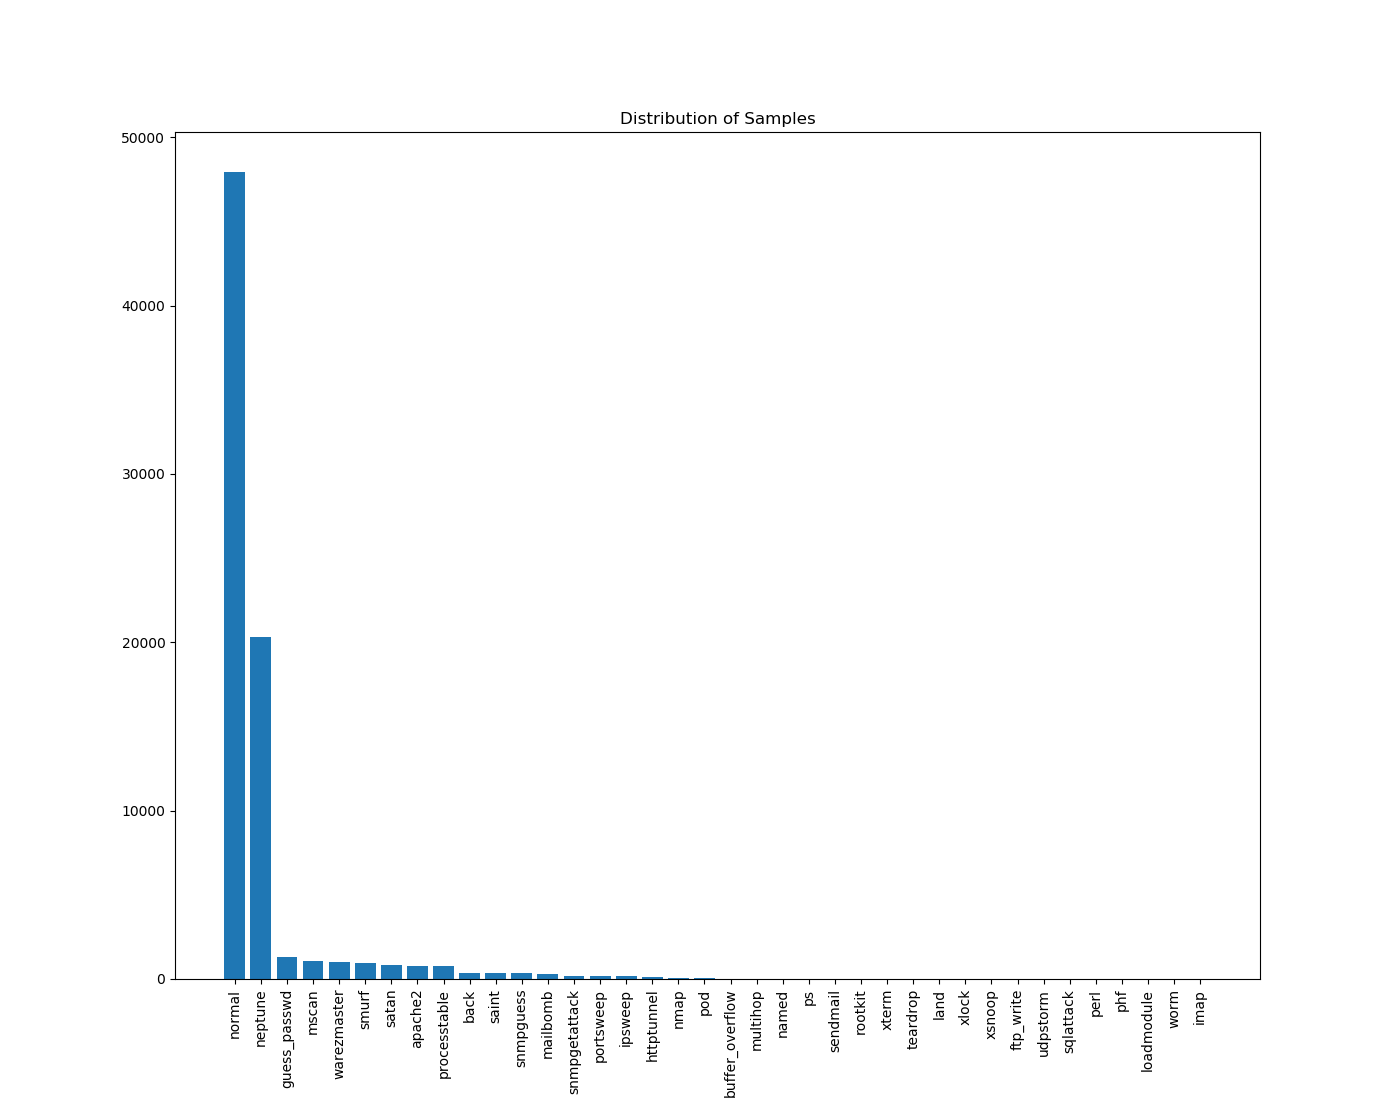 Distribution of Samples
50000
40000
30000
20000
10000
0
normal
neptune
guess_passwd
mscan
warezmaster
smurf
satan
apache2
processtable
back
saint
snmpguess
mailbomb
snmpgetattack
portsweep
ipsweep
httptunnel
nmap
pod
buffer_overflow
multihop
named
ps
sendmail
rootkit
xterm
teardrop
land
xlock
xsnoop
ftp_write
udpstorm
sqlattack
perl
phf
loadmodule
worm
imap